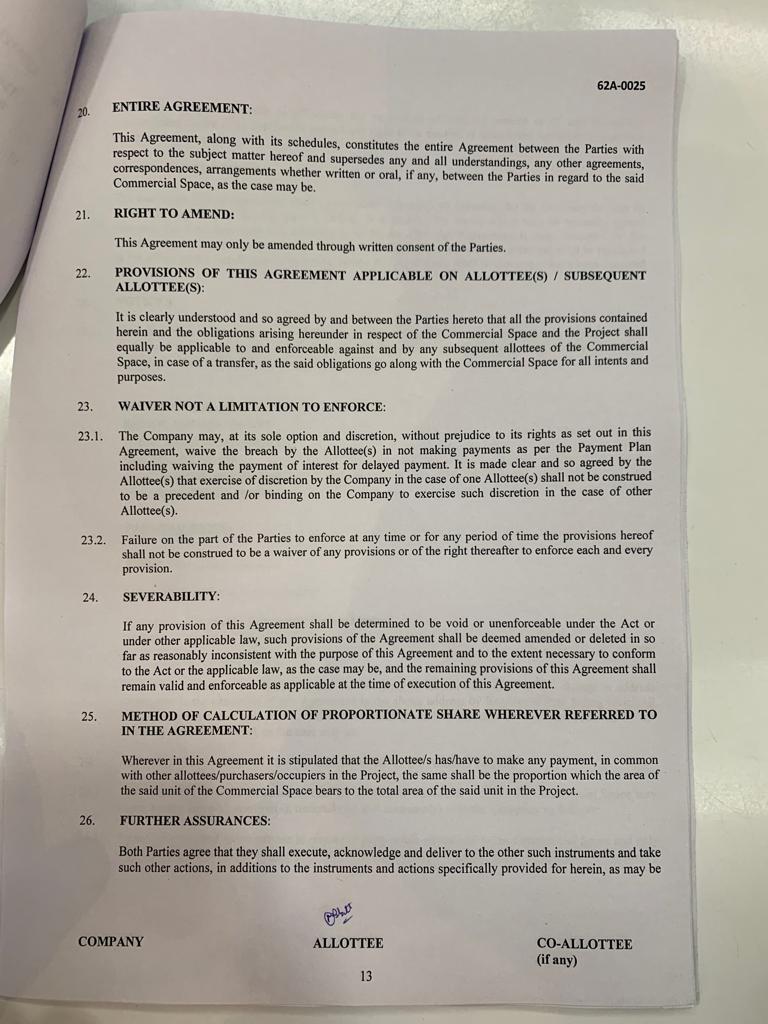 62A-0025
20. ENTIRE AGREEMENT:
This Agreement, along with its schedules, constitutes the entire Agreement between the Parties with
respect to the subject matter hereof and supersedes any and all understandings, any other agreements,
correspondences, arrangements whether written or oral, if any, between the Parties in regard to the said
Commercial Space, as the case may be.
21. RIGHT TO AMEND:
This Agreement may only be amended through written consent of the Parties.
22. PROVISIONS OF THIS AGREEMENT APPLICABLE ON ALLOTTEE(S) / SUBSEQUENT
ALLOTTEE(S):
It is clearly understood and so agreed by and between the Parties hereto that all the provisions contained
herein and the obligations arising hereunder in respect of the Commercial Space and the Project shall
equally be applicable to and enforceable against and by any subsequent allottees of the Commercial
Space, in case of a transfer, as the said obligations go along with the Commercial Space for all intents and
purposes.
23. WAIVER NOT A LIMITATION TO ENFORCE:
23.1. The Company may, at its sole option and discretion, without prejudice to its rights as set out in this
Agreement, waive the breach by the Allottee(s) in not making payments as per the Payment Plan
including waiving the payment of interest for delayed payment. It is made clear and so agreed by the
Allottee(s) that exercise of discretion by the Company in the case of one Allottee(s) shall not be construed
to be a precedent and /or binding on the Company to exercise such discretion in the case of other
Allottee(s).
23.2. Failure on the part of the Parties to enforce at any time or for any period of time the provisions hereof
shall not be construed to be a waiver of any provisions or of the right thereafter to enforce each and every
provision.
24. SEVERABILITY:
If any provision of this Agreement shall be determined to be void or unenforceable under the Act or
under other applicable law, such provisions of the Agreement shall be deemed amended or deleted in so
far as reasonably inconsistent with the purpose of this Agreement and to the extent necessary to conform
to the Act or the applicable law, as the case may be, and the remaining provisions of this Agreement shall
remain valid and enforceable as applicable at the time of execution of this Agreement.
25. METHOD OF CALCULATION OF PROPORTIONATE SHARE WHEREVER REFERRED TO
IN THE AGREEMENT:
Wherever in this Agreement it is stipulated that the Allottee/s has/have to make any payment, in common
with other allottees/purchasers/occupiers in the Project, the same shall be the proportion which the area of
the said unit of the Commercial Space bears to the total area of the said unit in the Project.
26. FURTHER ASSURANCES:
Both Parties agree that they shall execute, acknowledge and deliver to the other such instruments and take
such other actions, in additions to the instruments and actions specifically provided for herein, as may be
COMPANY ALLOTTEE CO-ALLOTTEE
(if any)
13